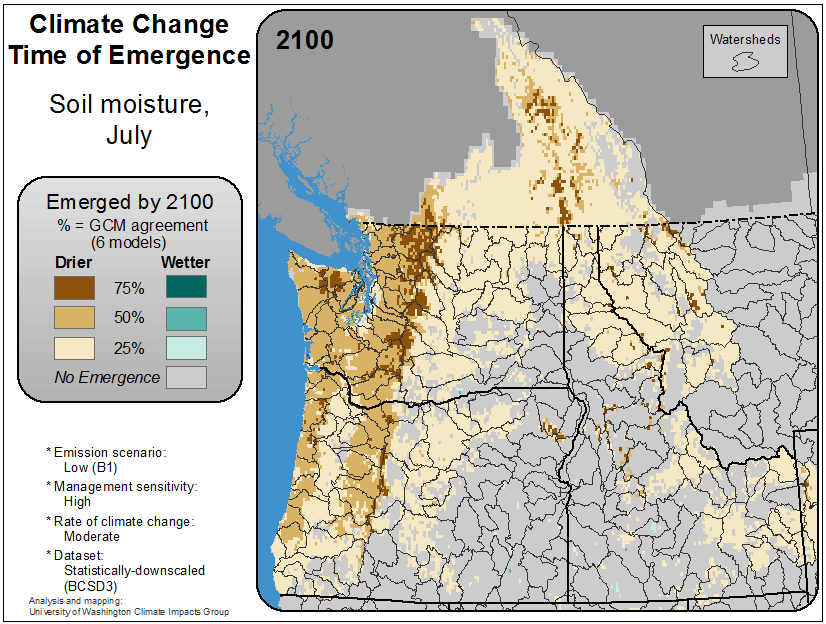 Climate Change
Time of Emergence
Soil moisture,
July
Emerged by 2100
% = GCM agreement
(6 models)
Drier Wetter
75%
50%
25%
No Emergence
* Emission scenario:
Low (B1)
* Management sensitivity:
High
* Rate of climate change:
Moderate
* Dataset:
Statistically-downscaled
(BCSD3)
Analysis and mapping:
University of Washington Climate Impacts Group
2100
Watersheds